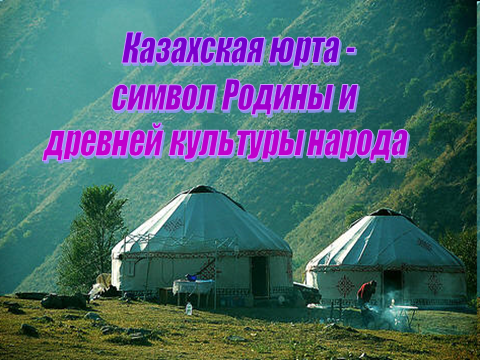 Казахская юрта -
символ Родины и
древней культуры народа